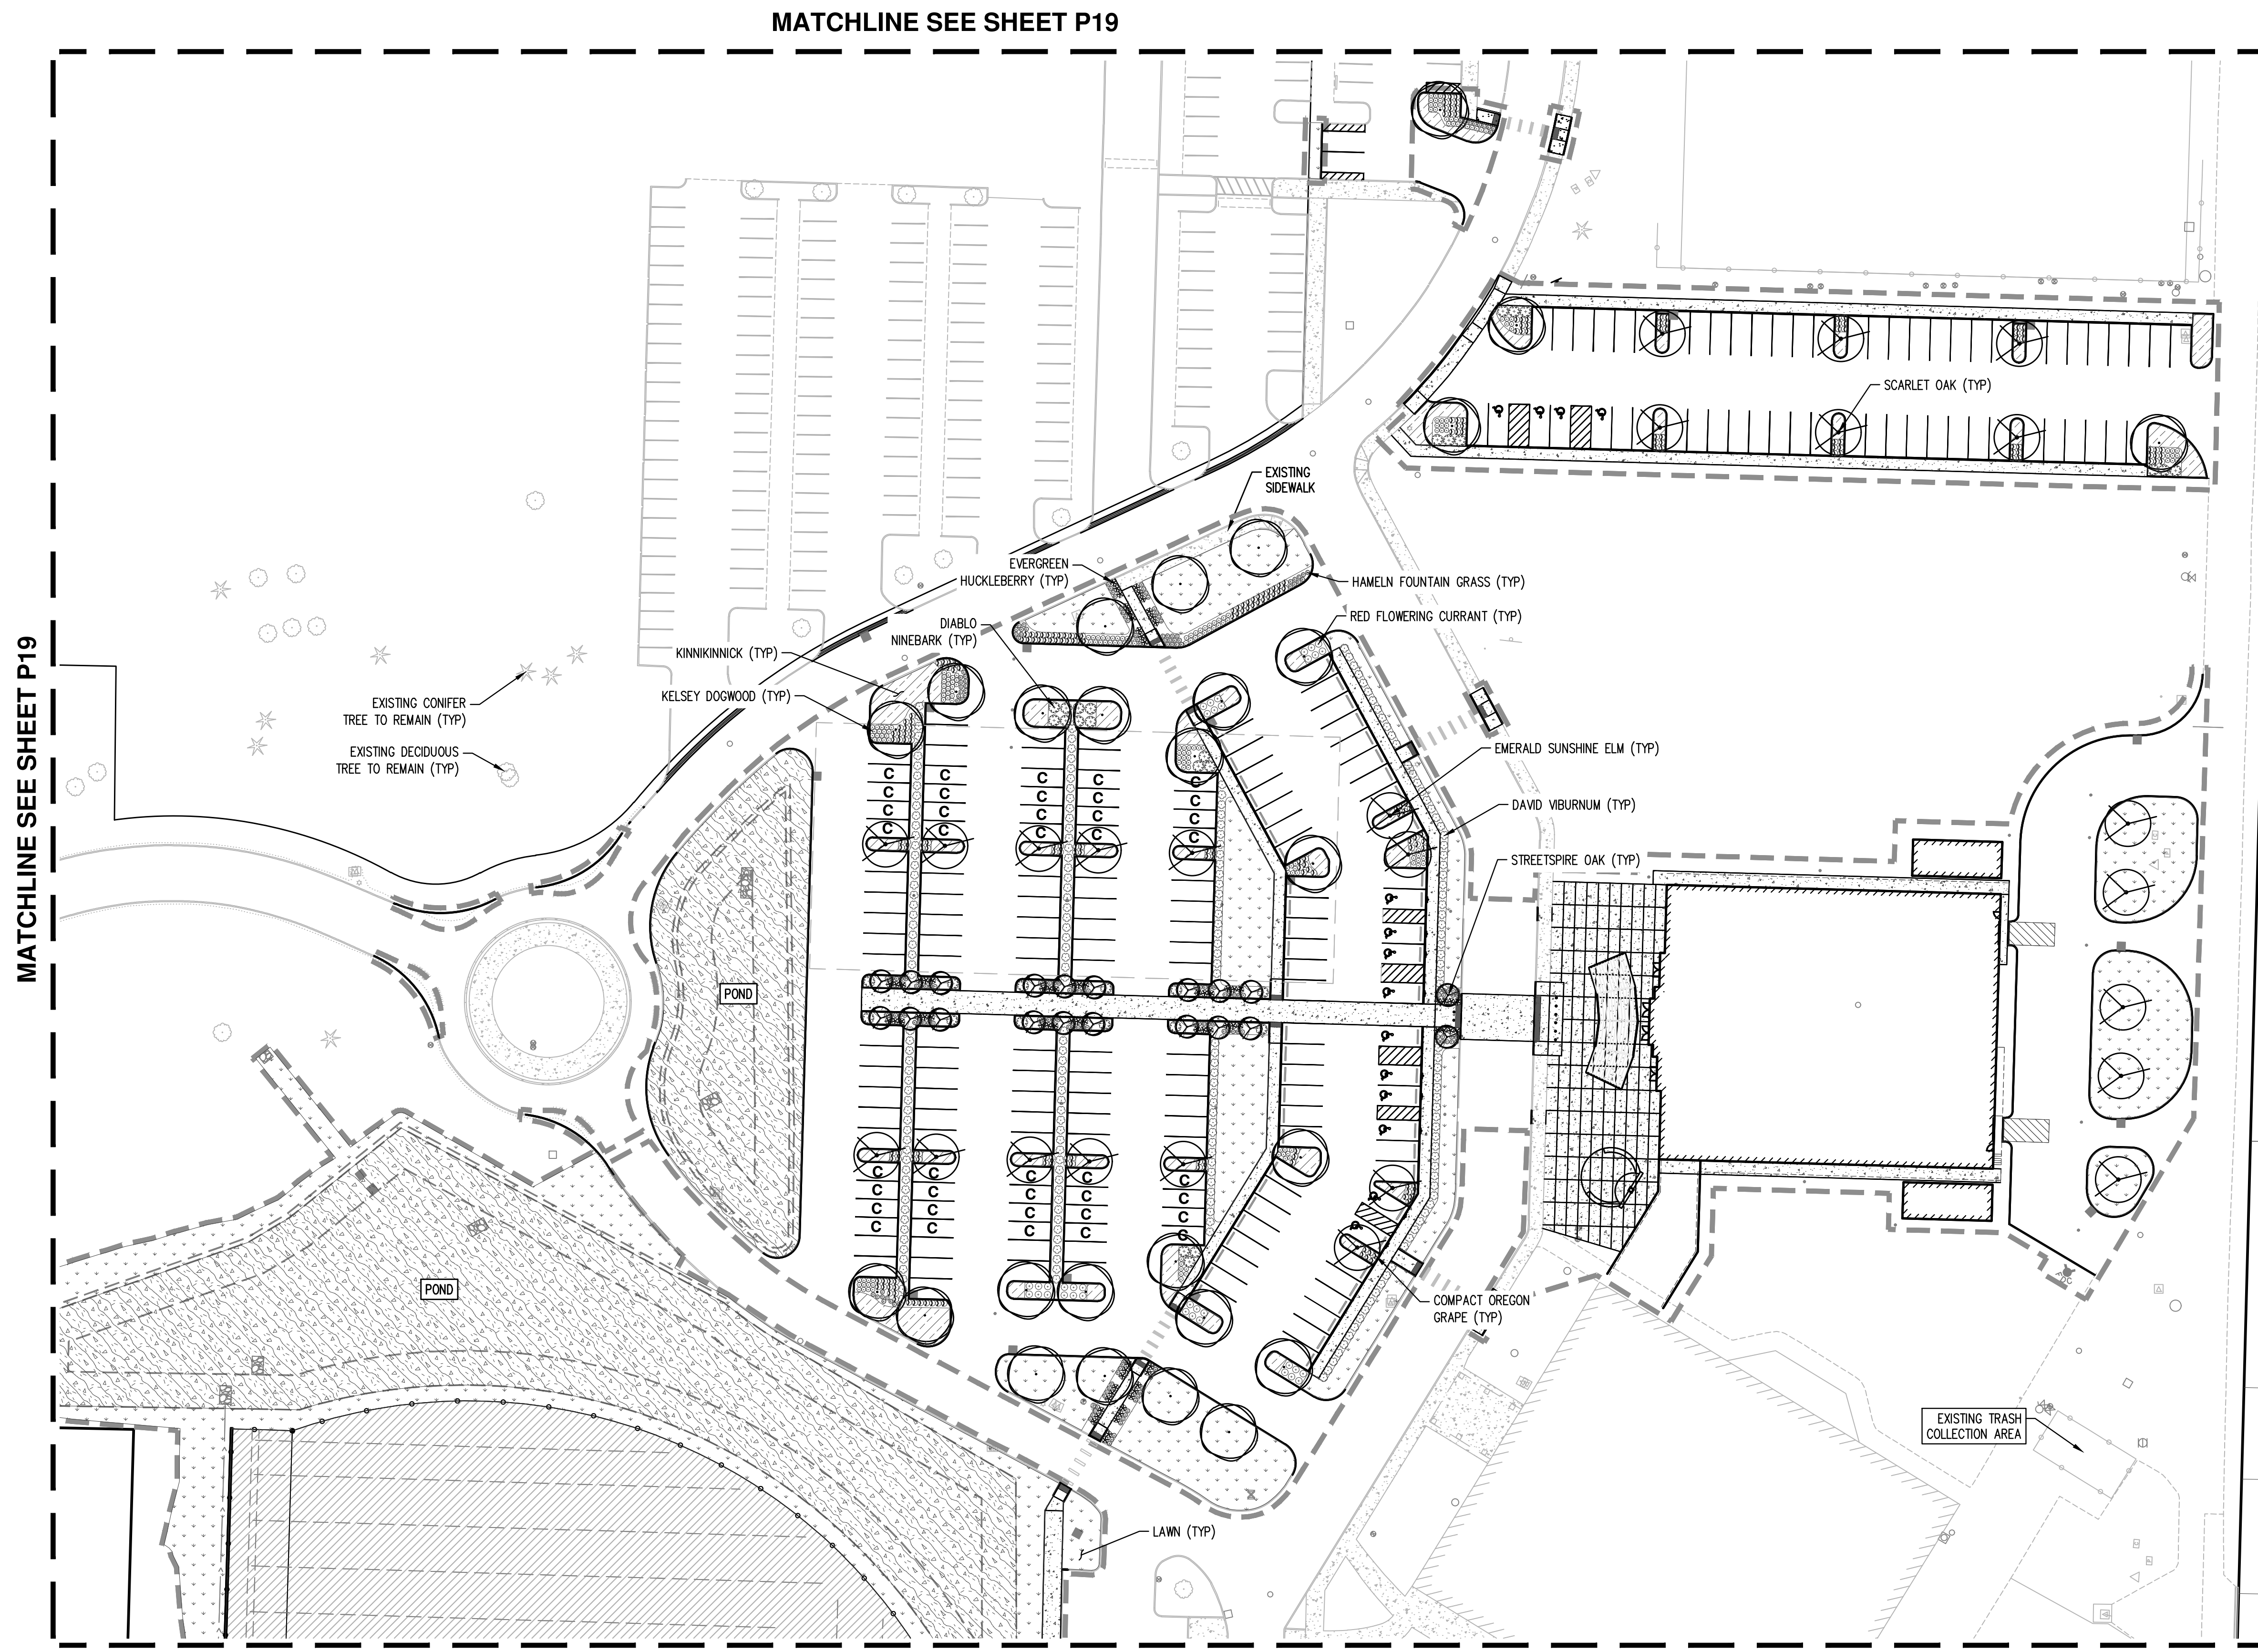 MATCHLINE SEE SHEET P19
MATCHLINE SEE SHEET P19
SCARLET OAK (TYP)
EXISTING
SIDEWALK
EVERGREEN
HUCKLEBERRY (TYP)
HAMELN FOUNTAIN GRASS (TYP)
RED FLOWERING CURRANT (TYP)
DIABLO
NINEBARK (TYP)
KINNIKINNICK (TYP)
KELSEY DOGWOOD (TYP)
EXISTING CONIFER
TREE TO REMAIN (TYP)
EXISTING DECIDUOUS
TREE TO REMAIN (TYP)
EMERALD SUNSHINE ELM (TYP)
DAVID VIBURNUM (TYP)
STREETSPIRE OAK (TYP)
C C C C C
C C C C C
C C C C C
C C C C C
POND
C C C C C
C C C C C
C C C C C
C C C C C
POND
COMPACT OREGON
GRAPE (TYP)
EXISTING TRASH
COLLECTION AREA
LAWN (TYP)